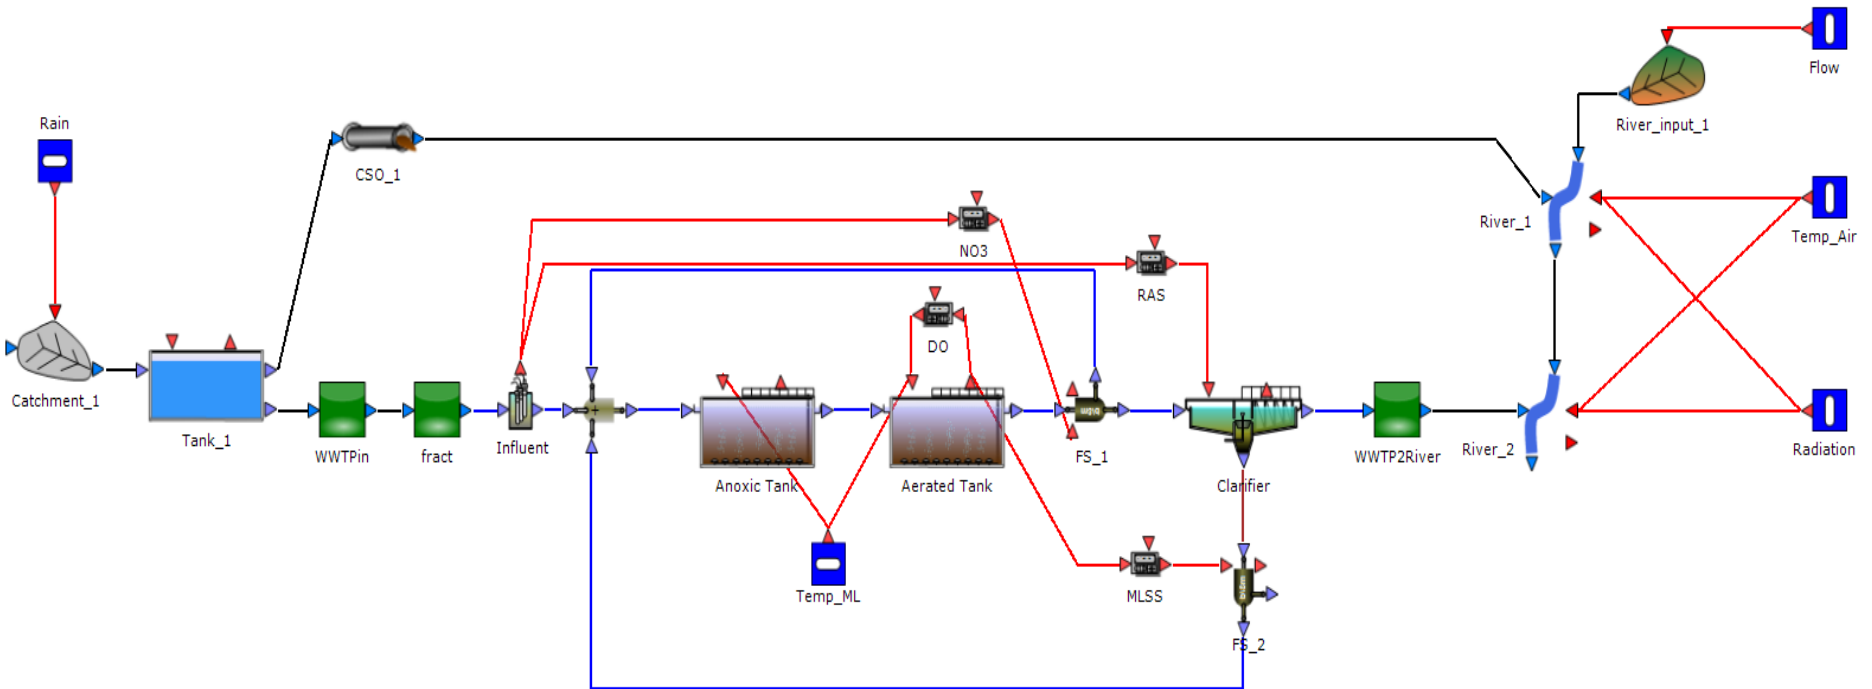 Flow
Rain
River_input_1
CSO_1
River_1
Temp_Air
NO3
RAS
DO
Catchment_1
Tank_1
WWTPin
fract
Influent
Anoxic Tank
Aerated Tank
FS_1
Clarifier
WWTP2River
River_2
Radiation
Temp_ML
MLSS
FS_2